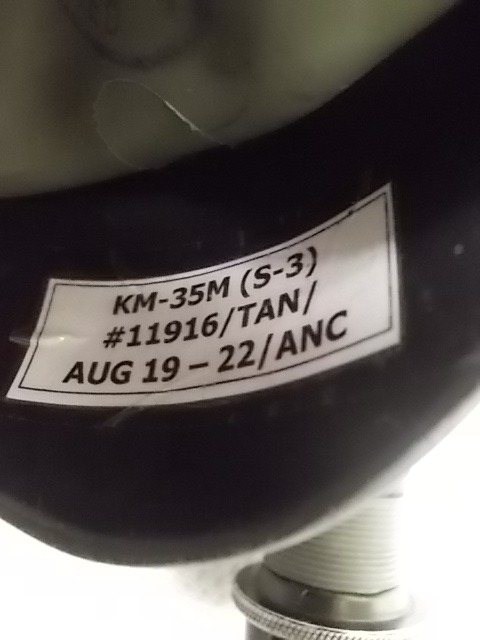 KM-35M (S-3)
#11916/TAN/
AUG 19 – 22/ANC